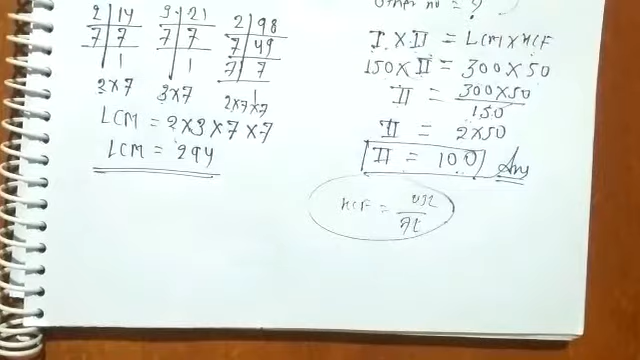 2 | 14
7 | 7
1
2×7
3 | 21
7 | 7
1
3×7
2 | 98
7 | 49
7 | 7
1
2×7×7
LCM = 2×3×7×7
LCM = 294
Other no = ?
I × II = LCM × HCF
150 × II = 300 × 50
II = 300×50
150
II = 2×50
II = 100 Ans
HCF =